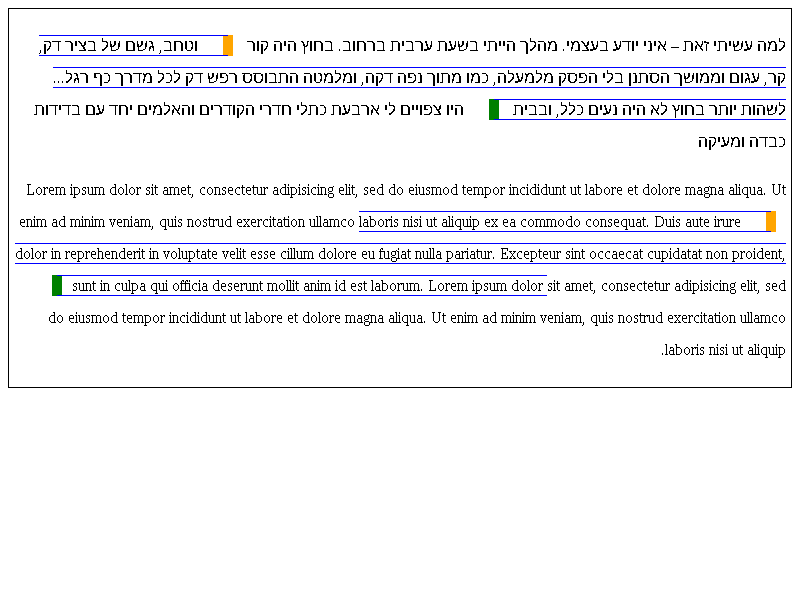 למה עשיתי זאת – איני יודע בעצמי. מהלך הייתי בשעת ערבית ברחוב. בחוץ היה קור וטחב, גשם של בציר דק,
קר, עגום וממושך הסתנן בלי הפסק מלמעלה, כמו מתוך נפה דקה, ומלמטה התבוסס רפש דק לכל מדרך כף רגל...
לשהות יותר בחוץ לא היה נעים כלל, ובבית היו צפויים לי ארבעת כתלי חדרי הקודרים והאלמים יחד עם בדידות
כבדה ומעיקה
Lorem ipsum dolor sit amet, consectetur adipisicing elit, sed do eiusmod tempor incididunt ut labore et dolore magna aliqua. Ut
enim ad minim veniam, quis nostrud exercitation ullamco laboris nisi ut aliquip ex ea commodo consequat. Duis aute irure
dolor in reprehenderit in voluptate velit esse cillum dolore eu fugiat nulla pariatur. Excepteur sint occaecat cupidatat non proident,
sunt in culpa qui officia deserunt mollit anim id est laborum. Lorem ipsum dolor sit amet, consectetur adipisicing elit, sed
do eiusmod tempor incididunt ut labore et dolore magna aliqua. Ut enim ad minim veniam, quis nostrud exercitation ullamco
laboris nisi ut aliquip.